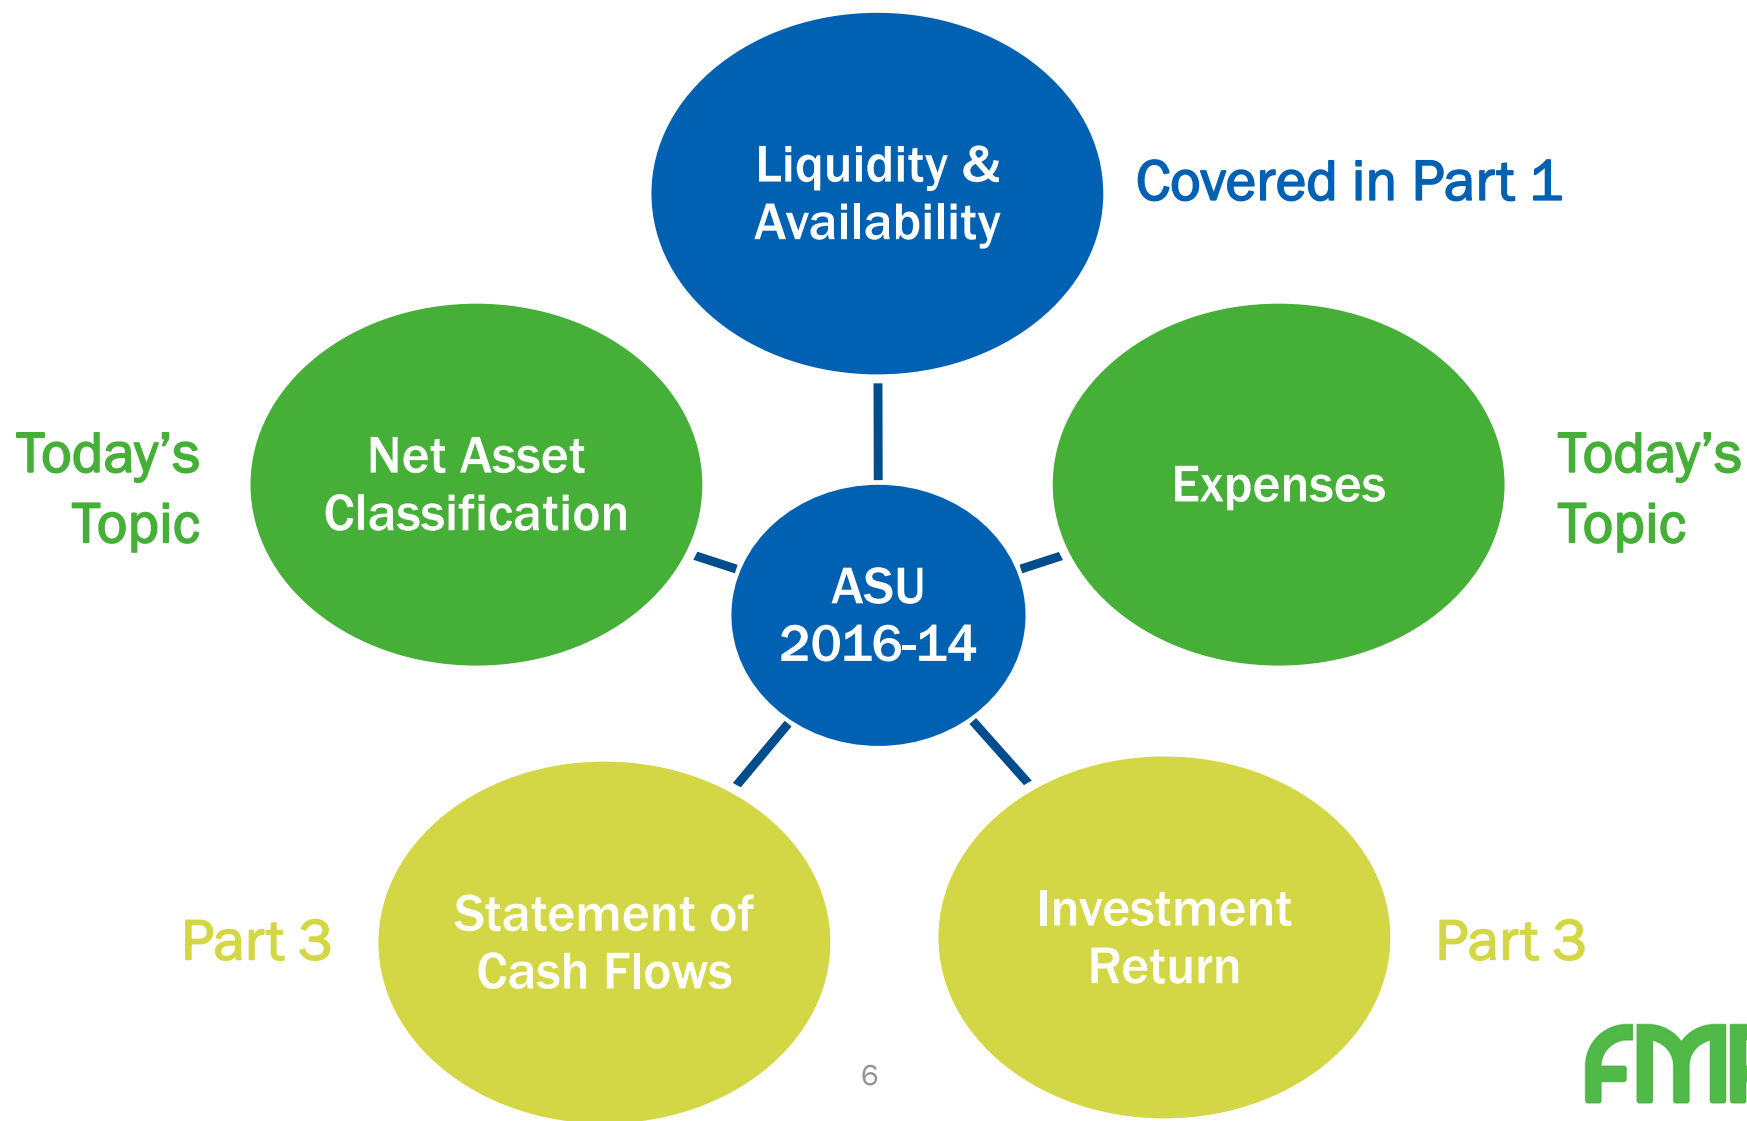 Liquidity &
Availability
Covered in Part 1
Today’s
Topic
Net Asset
Classification
Expenses
Today’s
Topic
ASU
2016-14
Part 3
Statement of
Cash Flows
Investment
Return
Part 3
6
FMI